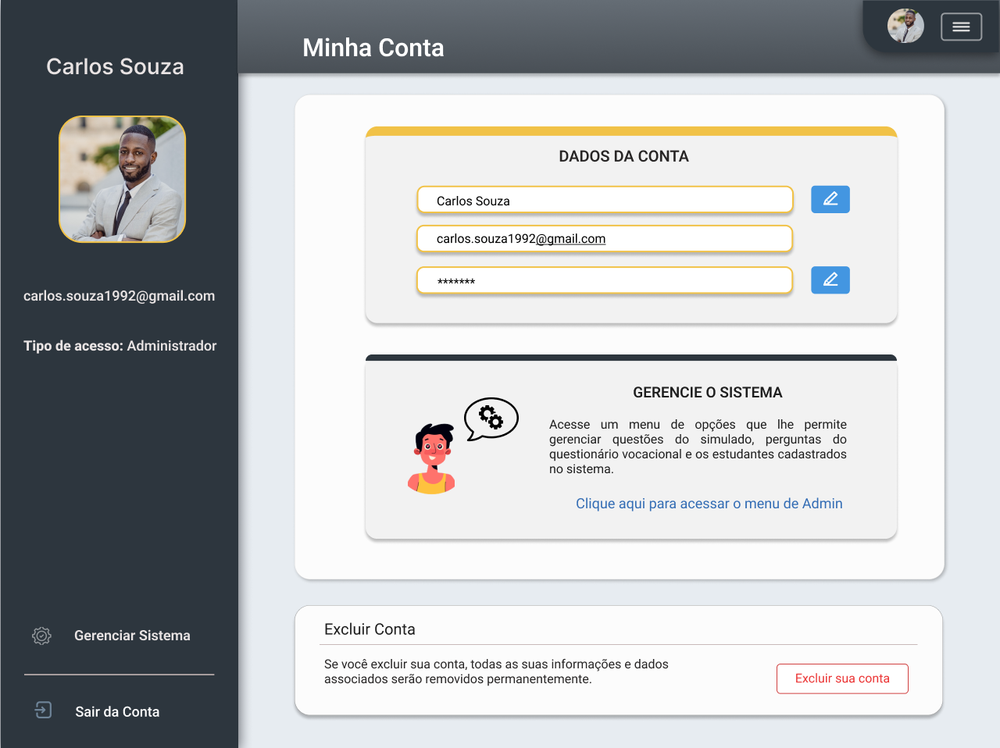 Carlos Souza
carlos.souza1992@gmail.com
Tipo de acesso: Administrador
Gerenciar Sistema
Sair da Conta
Minha Conta
DADOS DA CONTA
Carlos Souza
carlos.souza1992@gmail.com
*******
GERENCIE O SISTEMA
Acesse um menu de opções que lhe permite
gerenciar questões do simulado, perguntas do
questionário vocacional e os estudantes cadastrados
no sistema.
Clique aqui para acessar o menu de Admin
Excluir Conta
Se você excluir sua conta, todas as suas informações e dados
associados serão removidos permanentemente.
Excluir sua conta